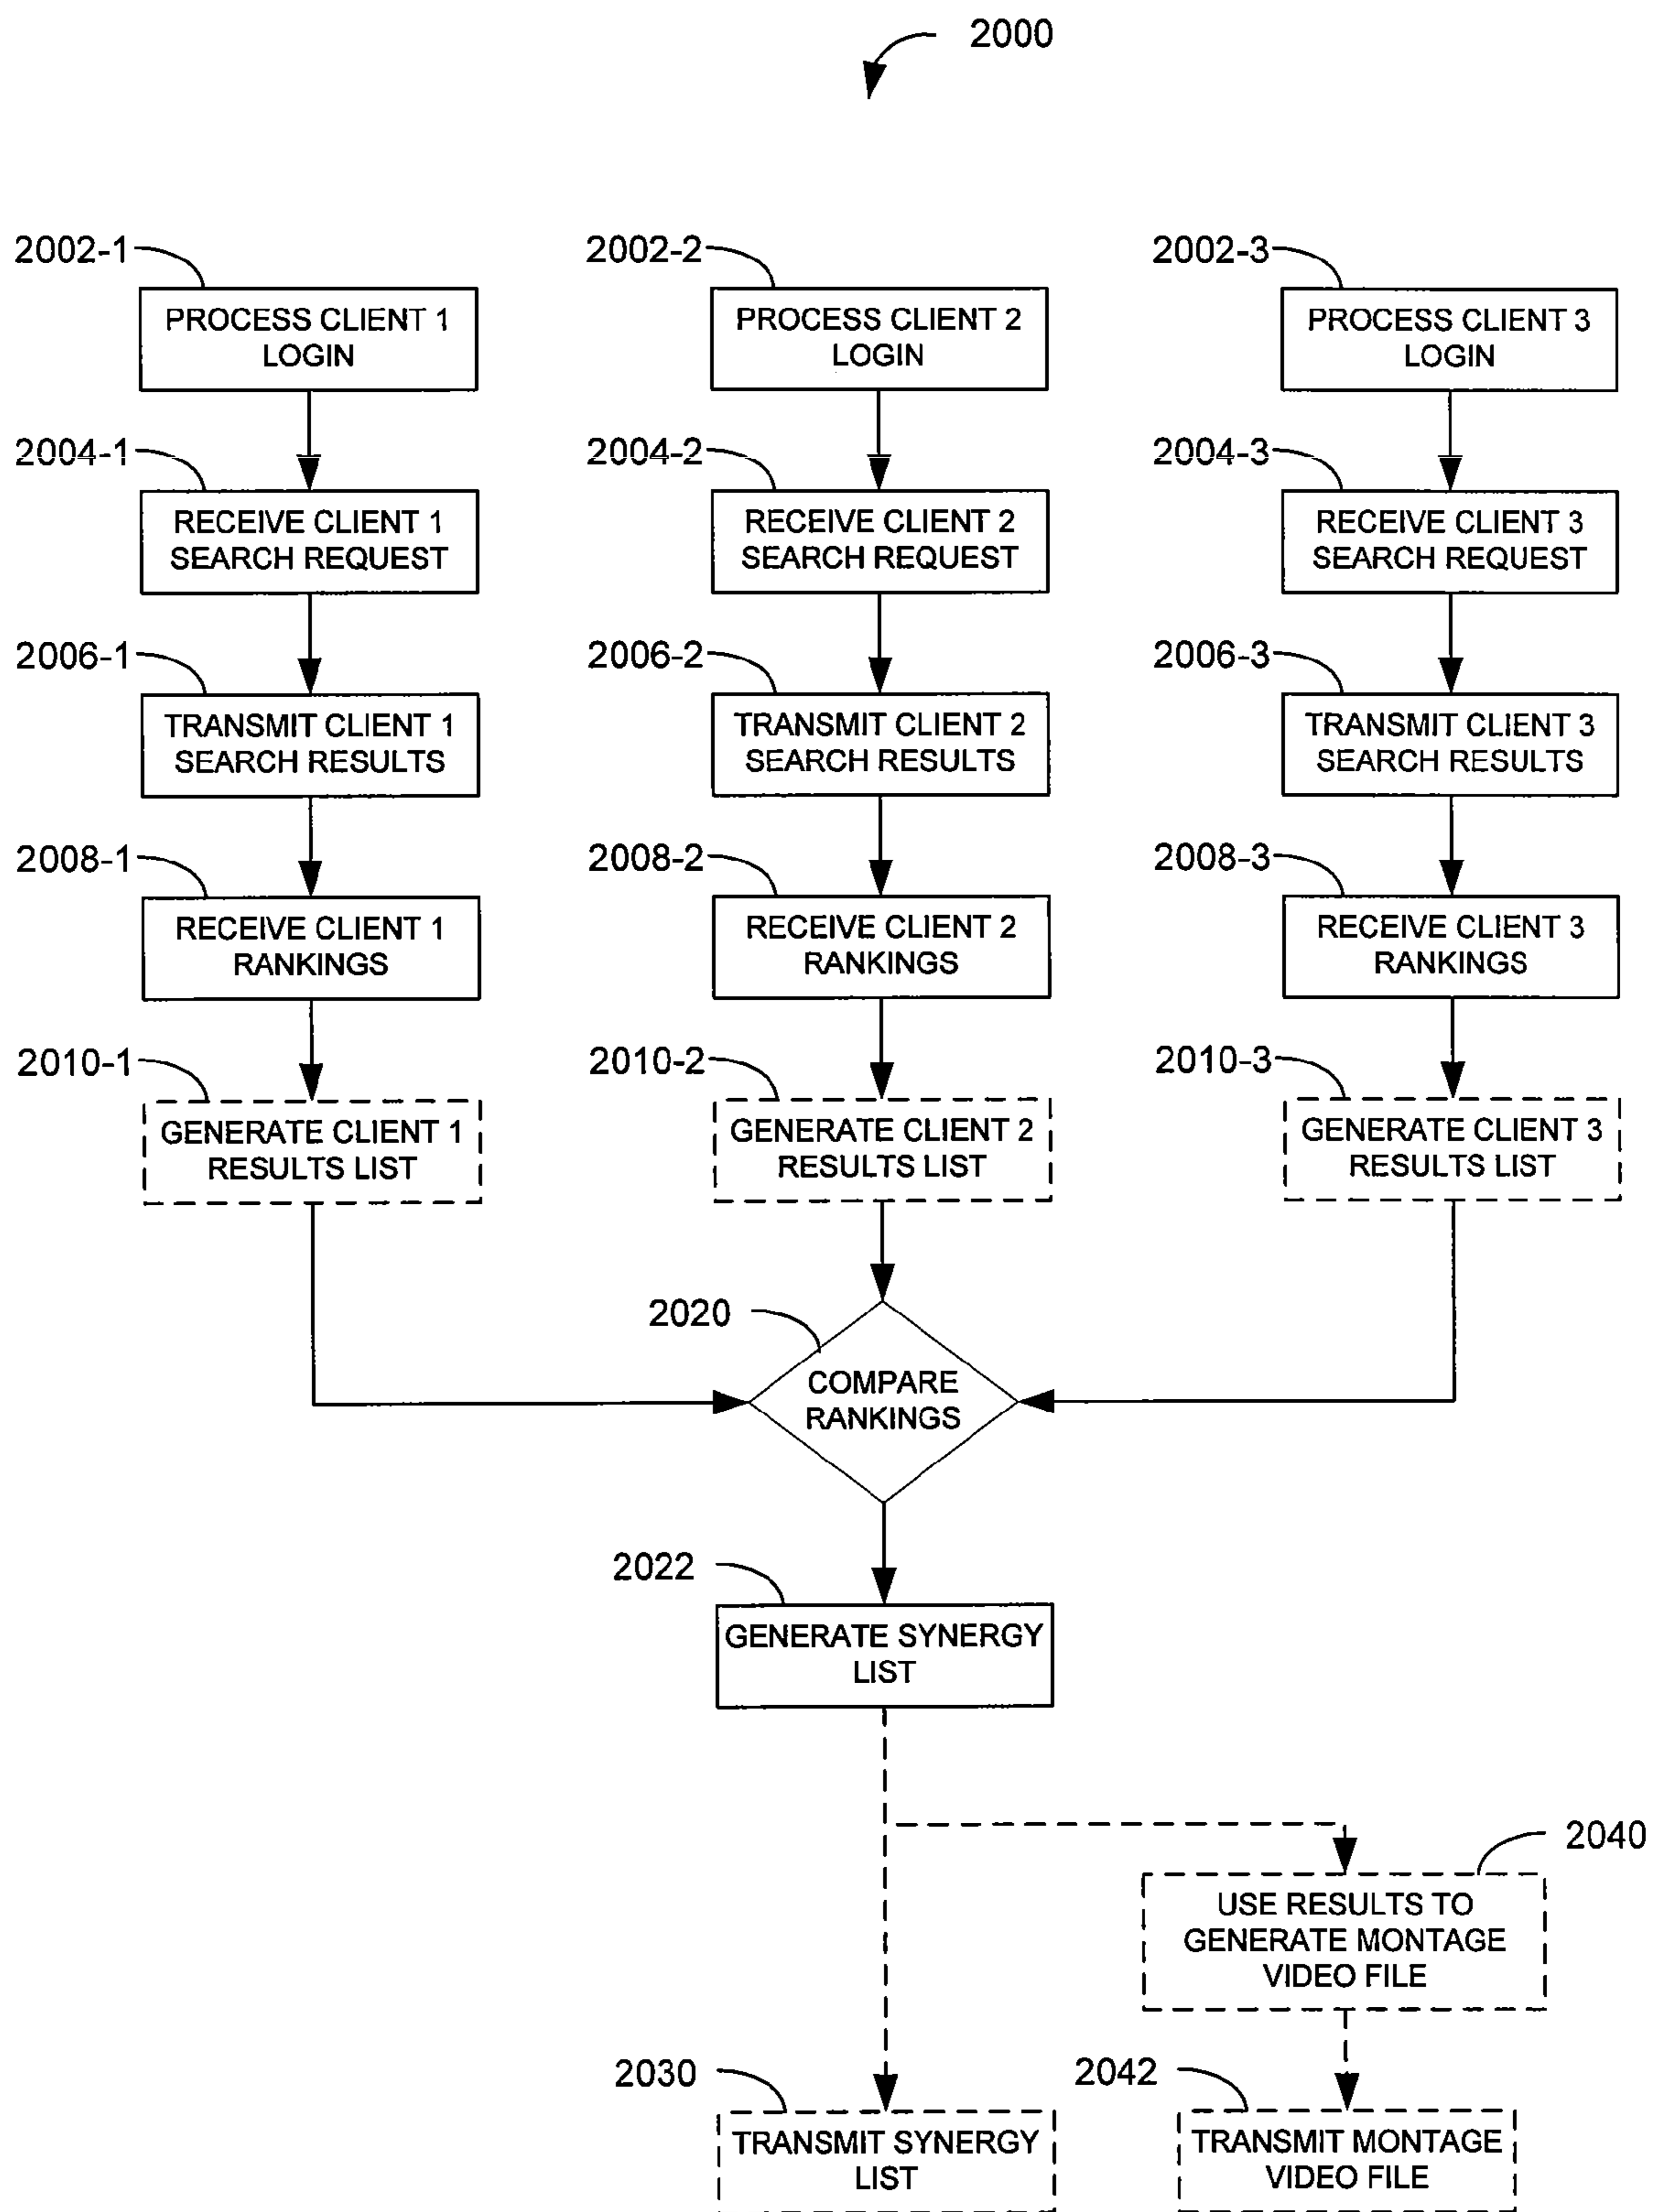 2000
2002-1
2002-2
2002-3
PROCESS CLIENT 1
LOGIN
PROCESS CLIENT 2
LOGIN
PROCESS CLIENT 3
LOGIN
2004-1
2004-2
2004-3
RECEIVE CLIENT 1
SEARCH REQUEST
RECEIVE CLIENT 2
SEARCH REQUEST
RECEIVE CLIENT 3
SEARCH REQUEST
2006-1
2006-2
2006-3
TRANSMIT CLIENT 1
SEARCH RESULTS
TRANSMIT CLIENT 2
SEARCH RESULTS
TRANSMIT CLIENT 3
SEARCH RESULTS
2008-1
2008-2
2008-3
RECEIVE CLIENT 1
RANKINGS
RECEIVE CLIENT 2
RANKINGS
RECEIVE CLIENT 3
RANKINGS
2010-1
2010-2
2010-3
GENERATE CLIENT 1
RESULTS LIST
GENERATE CLIENT 2
RESULTS LIST
GENERATE CLIENT 3
RESULTS LIST
2020
COMPARE
RANKINGS
2022
GENERATE SYNERGY
LIST
2040
USE RESULTS TO
GENERATE MONTAGE
VIDEO FILE
2030
2042
TRANSMIT SYNERGY
LIST
TRANSMIT MONTAGE
VIDEO FILE